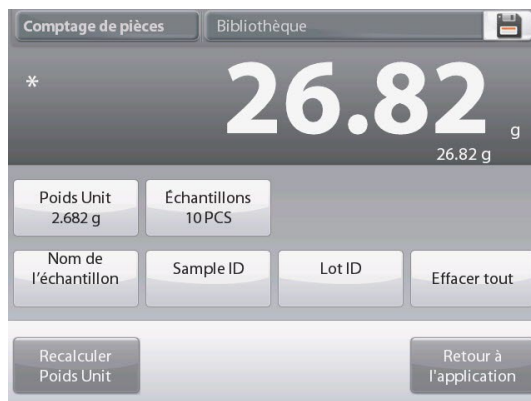 Comptage de pièces
Bibliothèque
*
26.82 g
26.82 g
Poids Unit
2.682 g
Échantillons
10 PCS
Nom de
l'échantillon
Sample ID
Lot ID
Effacer tout
Recalculer
Poids Unit
Retour à
l'application